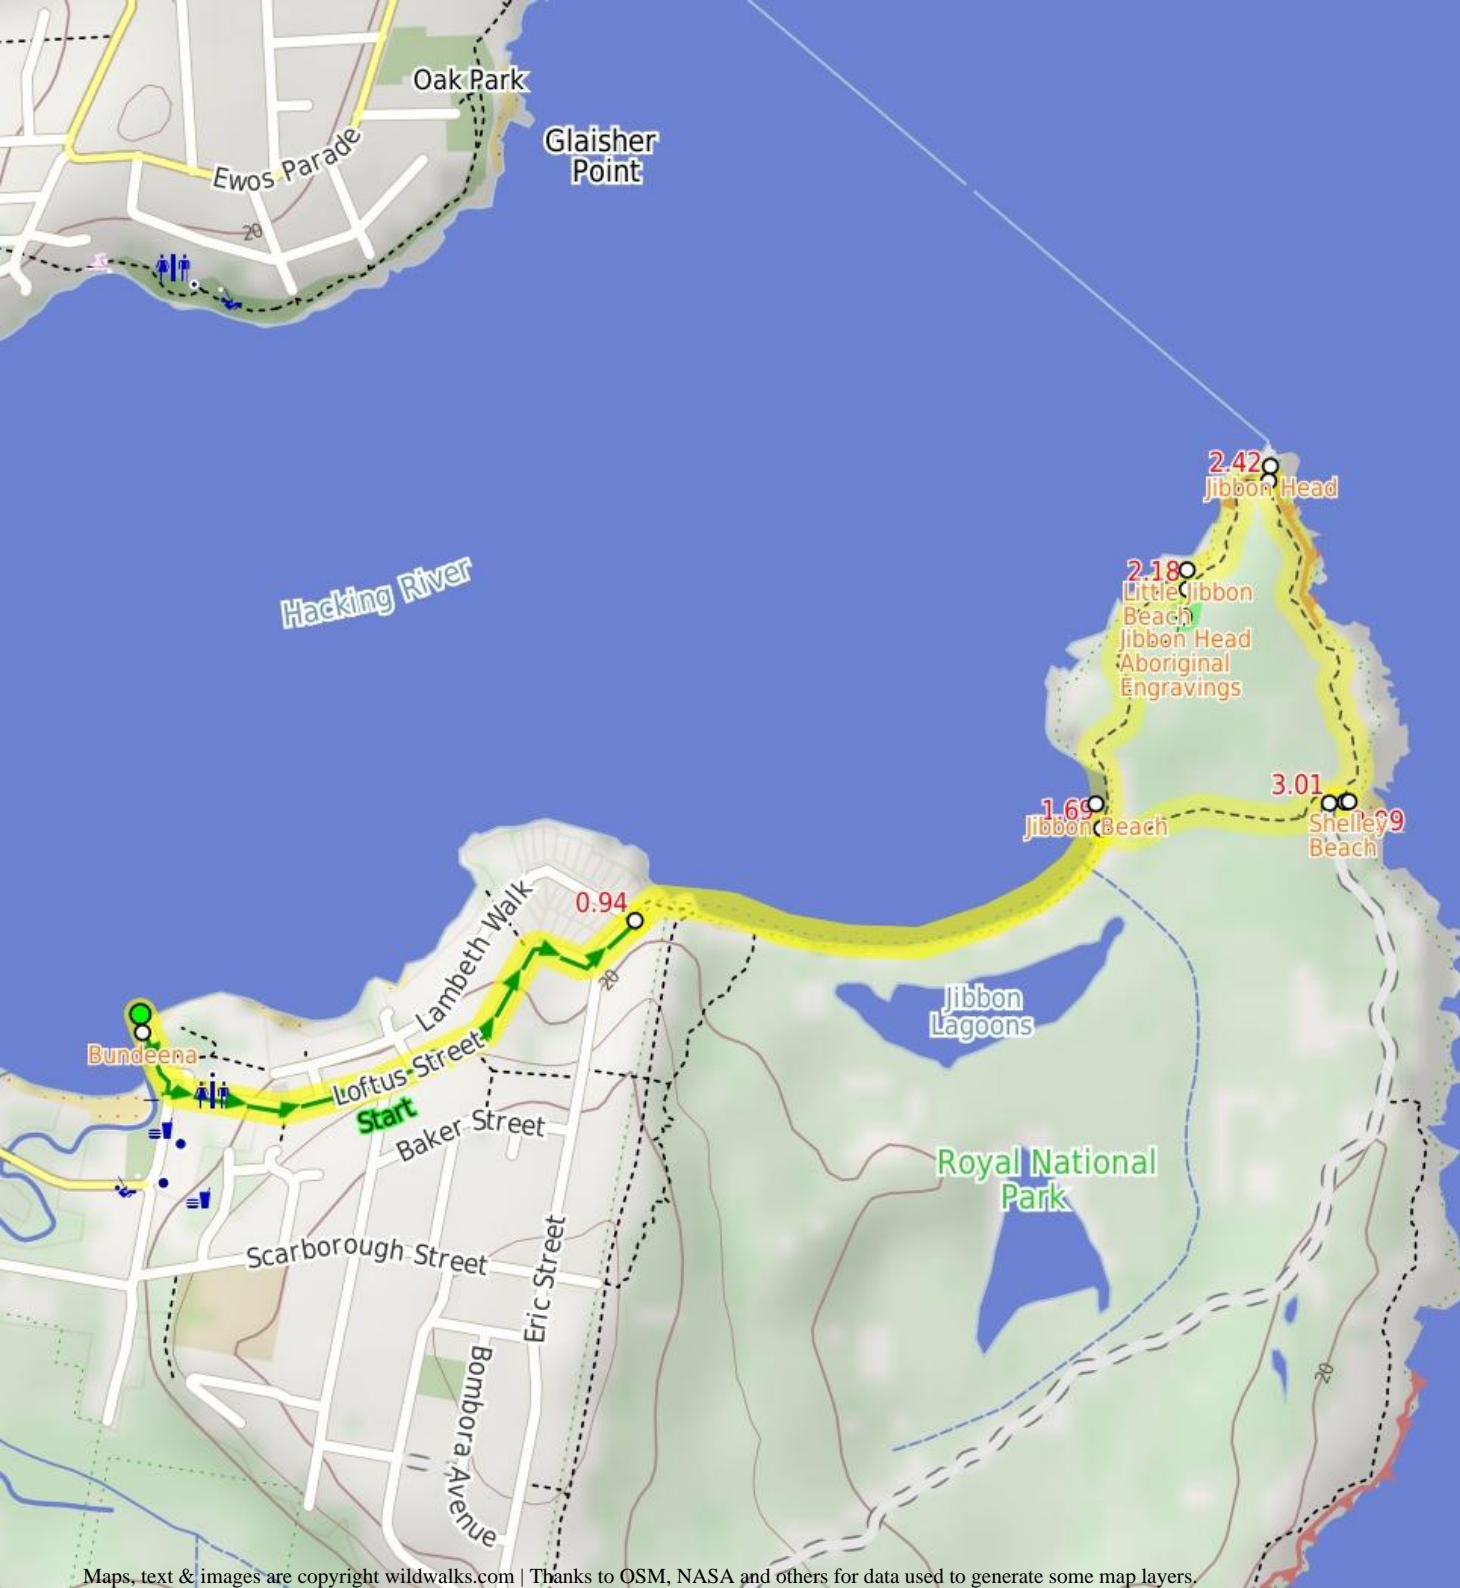 Oak Park
Glaisher
Point
Ewos Parade
20
2.42
Jibbon Head
2.18
Little Jibbon
Beach
Jibbon Head
Aboriginal
Engravings
Hacking River
3.01
1.69
Jibbon Beach
Shelley
Beach
0.94
Lambeth Walk
20
Jibbon
Lagoons
Bundeena
Loftus Street
Start
Baker Street
Royal National
Park
Scarborough Street
Eric Street
Bombora Avenue
20
Maps, text & images are copyright wildwalks.com | Thanks to OSM, NASA and others for data used to generate some map layers.